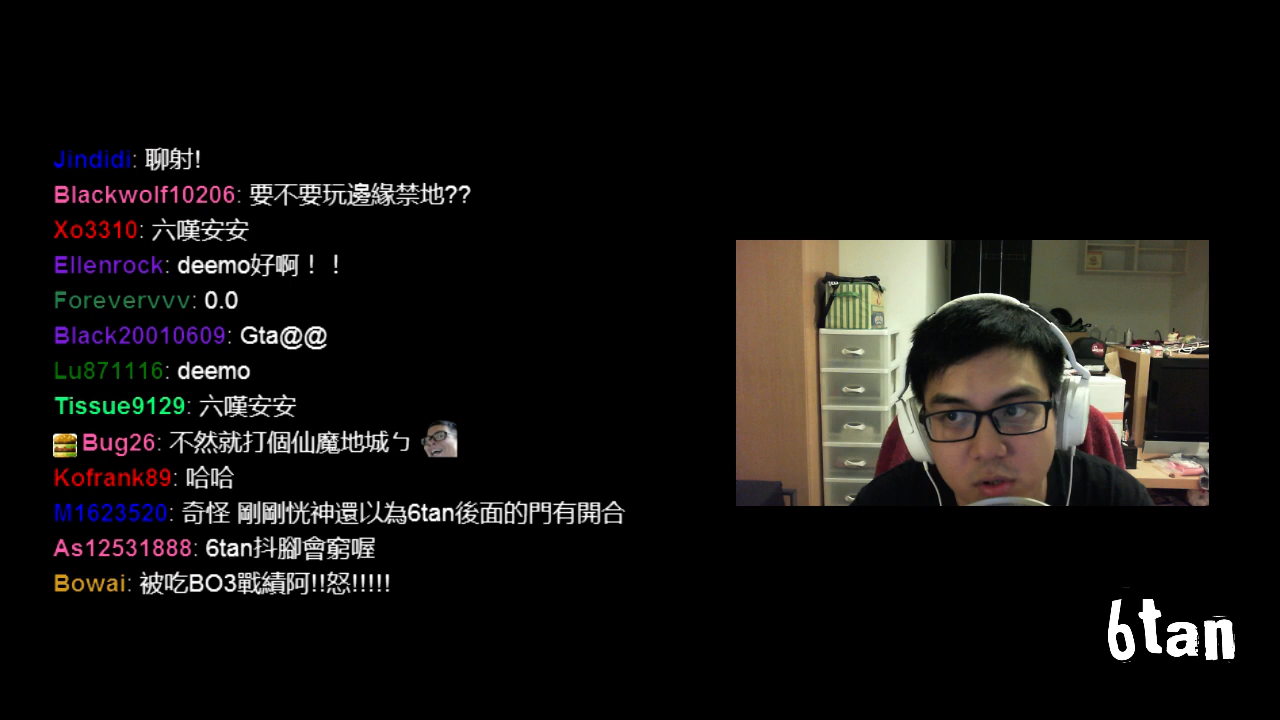 Jindidi: 聊射!
Blackwolf10206: 要不要玩邊緣禁地??
Xo3310: 六嘆安安
Ellenrock: deemo好啊！！
Forevervvv: 0.0
Black20010609: Gta@@
Lu871116: deemo
Tissue9129: 六嘆安安
Bug26: 不然就打個仙魔地城ㄅ
Kofrank89: 哈哈
M1623520: 奇怪 剛剛恍神還以為6tan後面的門有開合
As12531888: 6tan抖腳會窮喔
Bowai: 被吃BO3戰績阿!!怒!!!!!
6tan